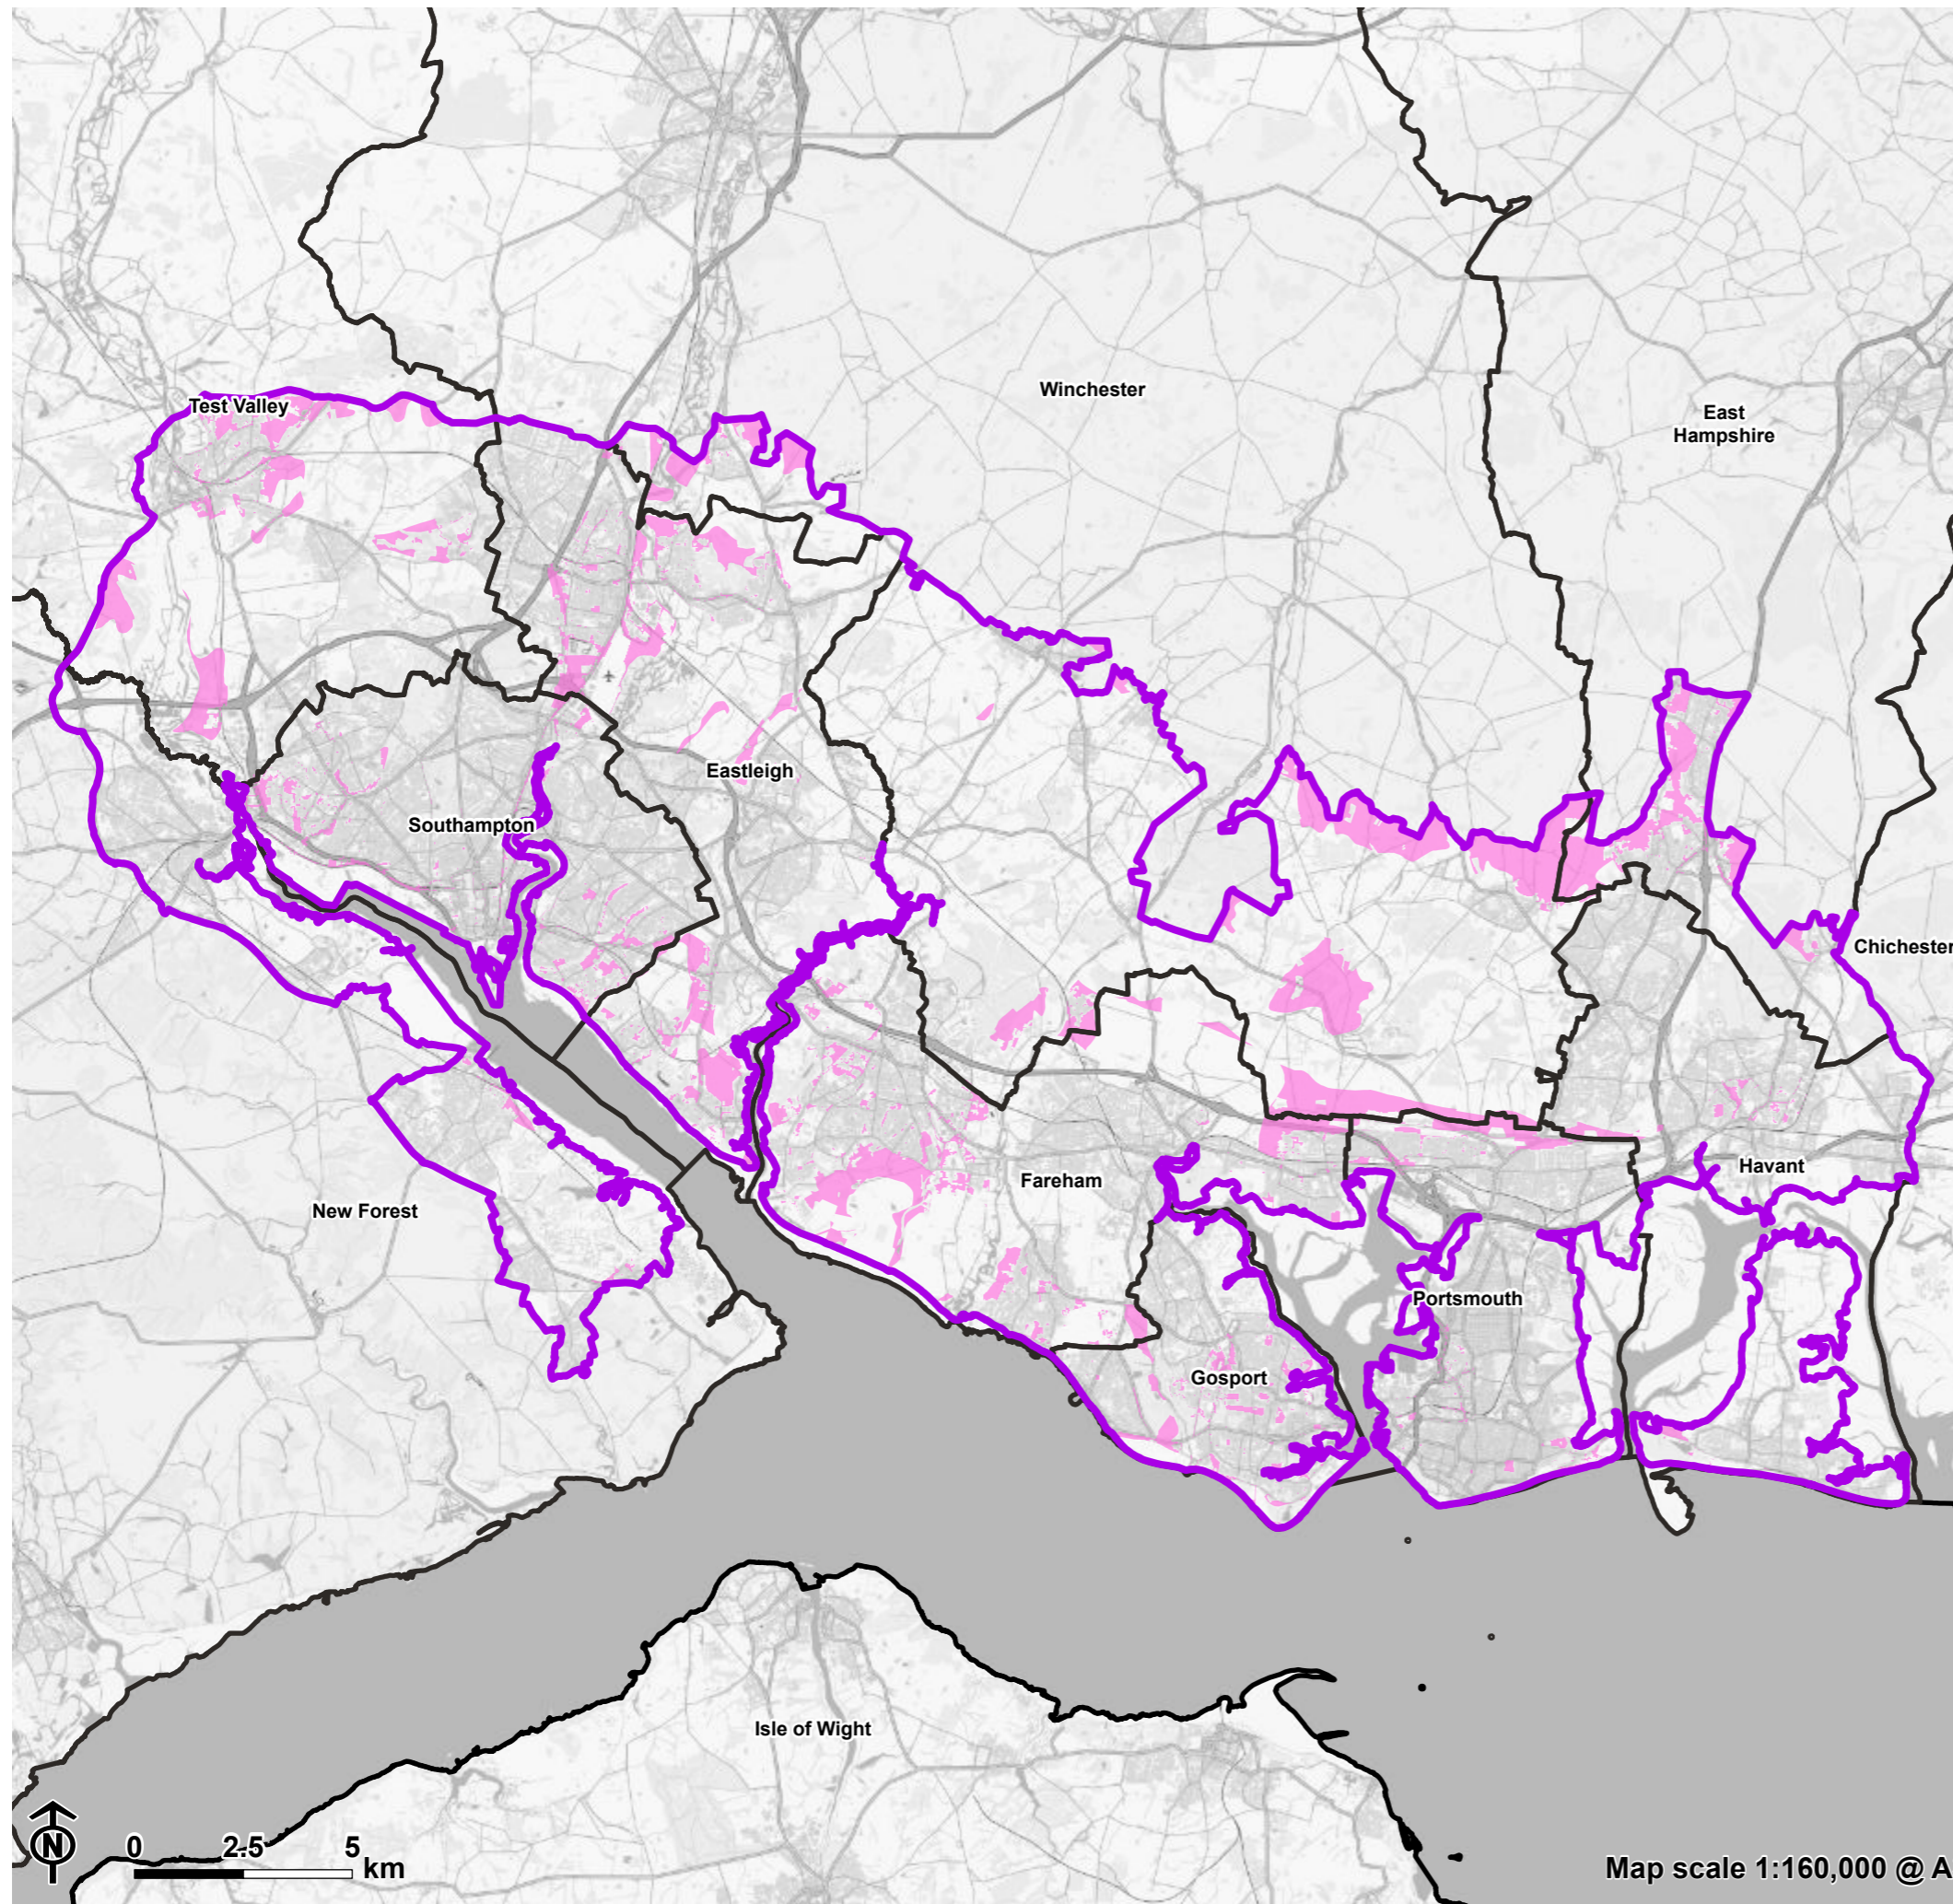 Winchester
Test Valley
East
Hampshire
Eastleigh
Southampton
Chichester
Havant
Fareham
New Forest
Portsmouth
Gosport
Isle of Wight
N
0 2.5 5 km
Map scale 1:160,000 @ A